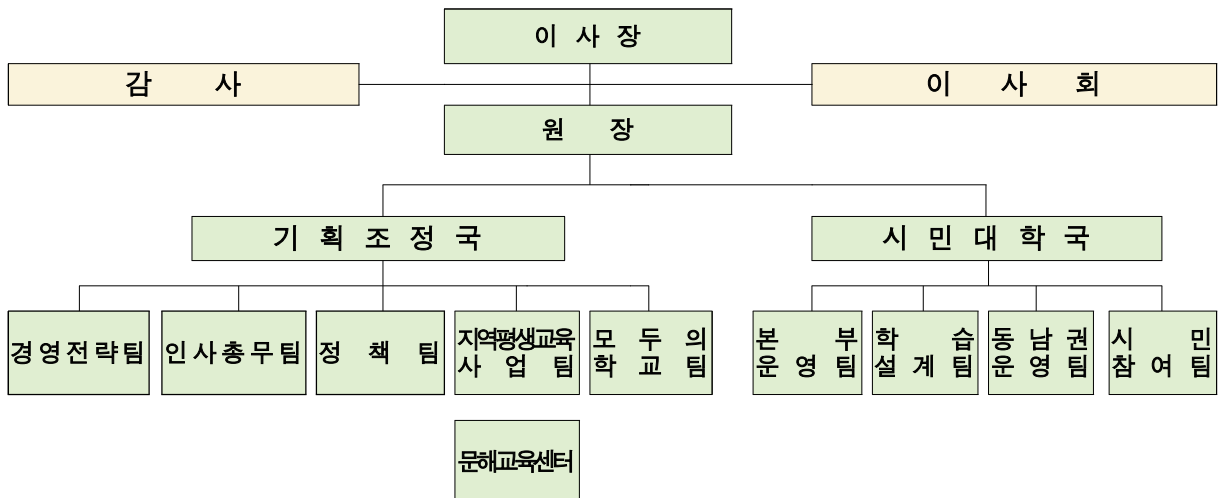 이 사 장
감 사
이 사 회
원 장
기 획 조 정 국
시 민 대 학 국
경영전략팀
인사총무팀
정 책 팀
지역평생교육
사 업 팀
모 두 의
학 교 팀
본 부
운 영 팀
학 습
설 계 팀
동 남 권
운 영 팀
시 민
참 여 팀
문해교육센터